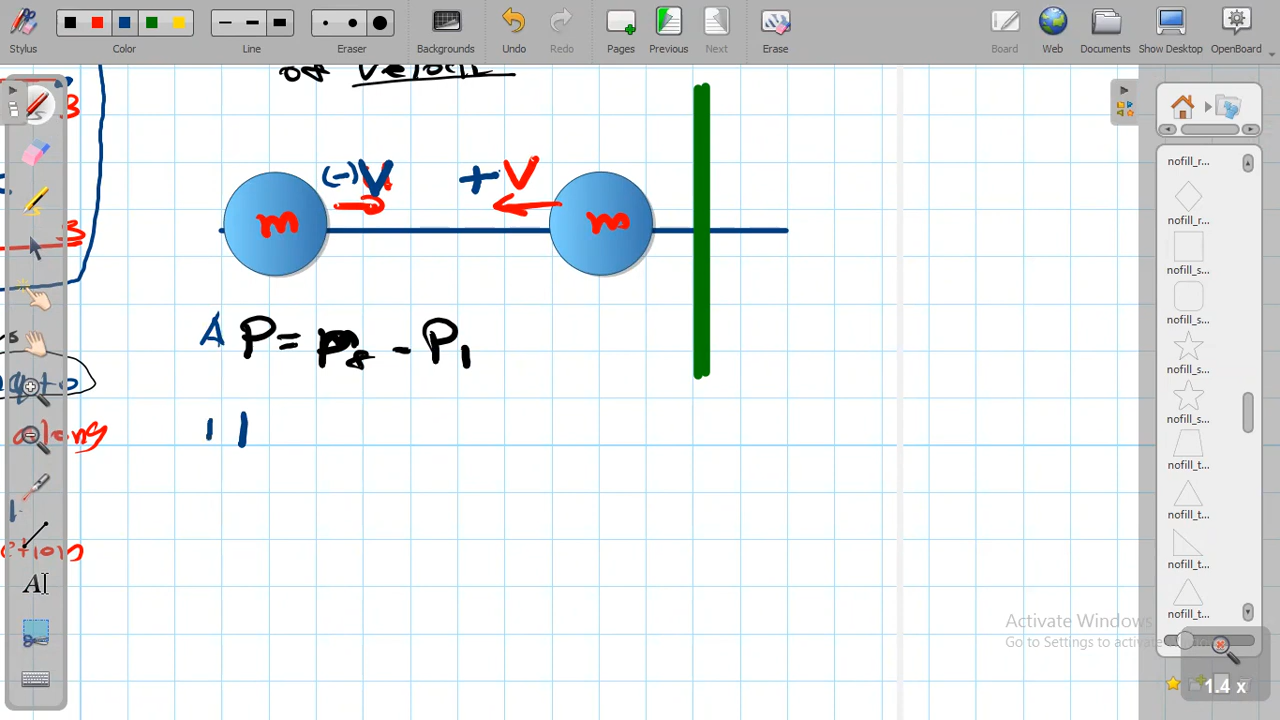 Stylus Color Line Eraser Backgrounds Undo Redo Pages Previous Next Erase Board Web Documents Show Desktop OpenBoard
(-)V +V
m m
P = P₂ - P₁
along
ction
nofill_r...
nofill_r...
nofill_s...
nofill_s...
nofill_s...
nofill_s...
nofill_t...
nofill_t...
nofill_t...
nofill_t...
Activate Windows
Go to Settings to activate
1.4 x